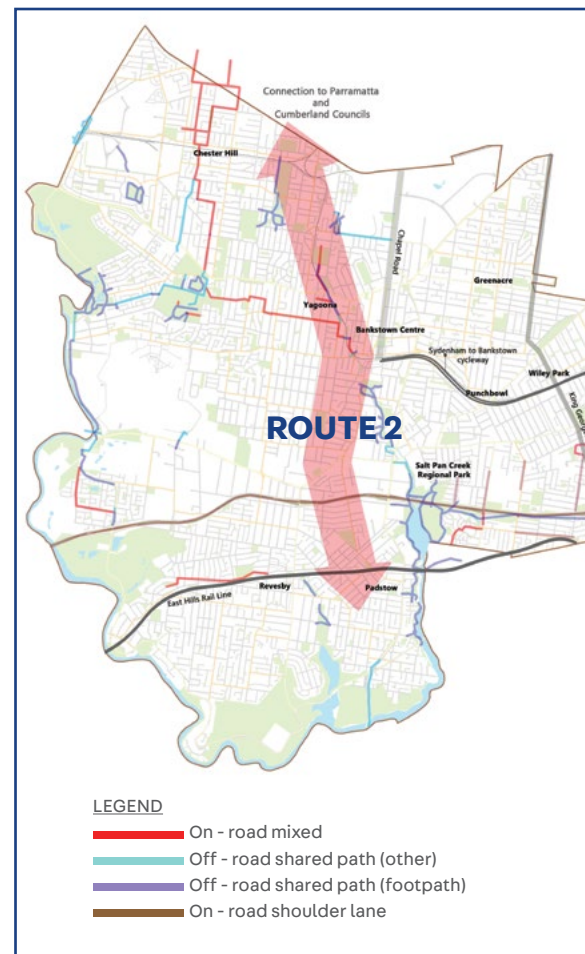 Connection to Parramatta
and
Cumberland Councils
Chester Hill
Chapel Road
Greenacre
Yagoona
Bankstown Centre
Sydenham to Bankstown
cycleway
Wiley Park
Punchbowl
King George
ROUTE 2
Salt Pan Creek
Regional Park
Revesby
Padstow
East Hills Rail Line
LEGEND
On - road mixed
Off - road shared path (other)
Off - road shared path (footpath)
On - road shoulder lane